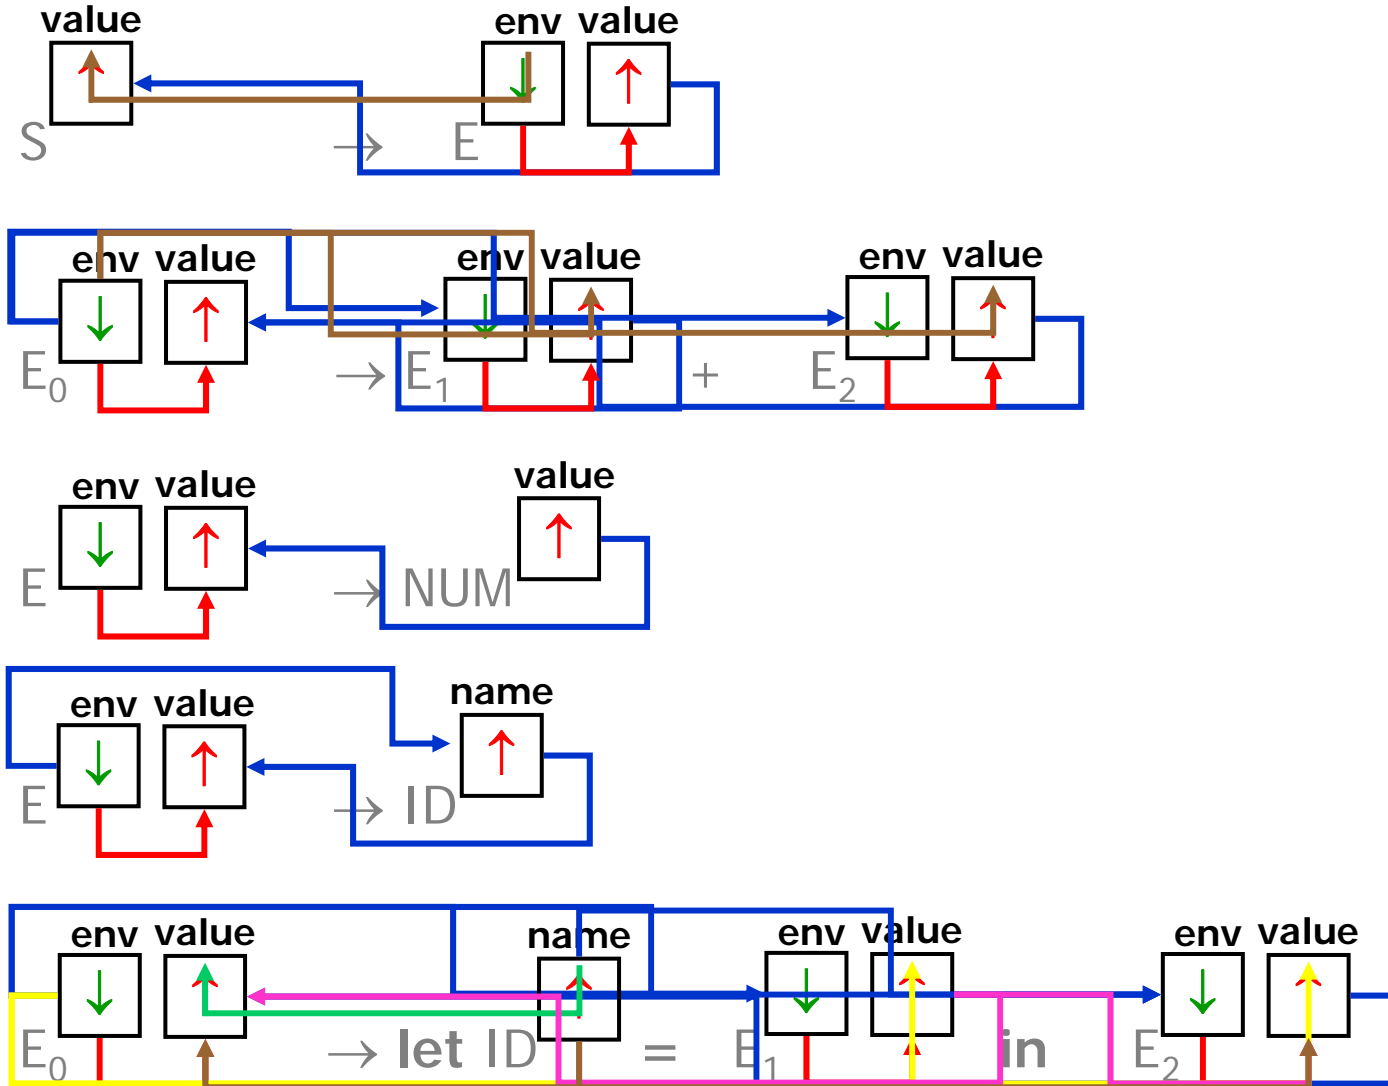 value env value
S → E
env value env value env value
E₀ → E₁ + E₂
env value value
E → NUM
env value name
E → ID
env value name env value env value
E₀ → let ID = E₁ in E₂